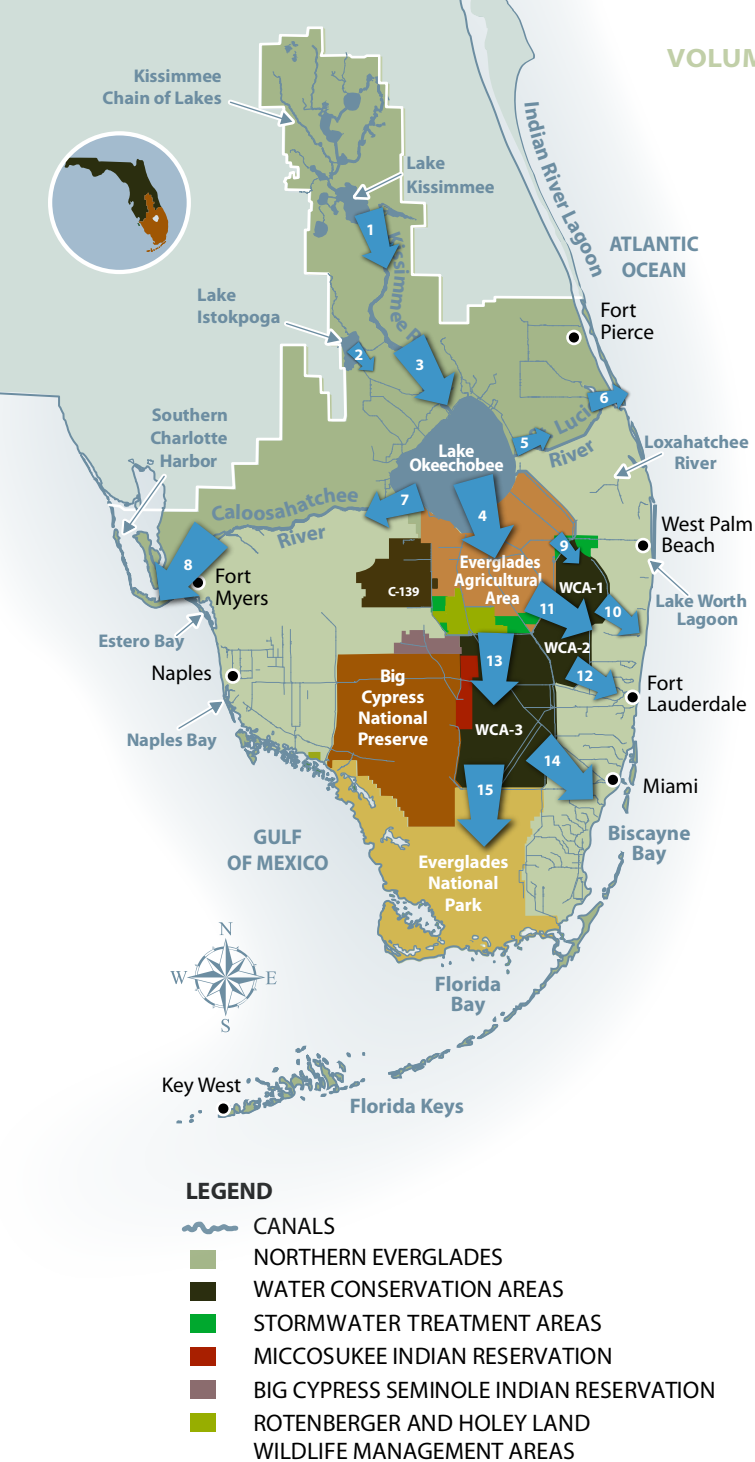 VOLUM
Kissimmee
Chain of Lakes
Lake
Kissimmee
Indian River Lagoon
ATLANTIC
OCEAN
1
Kissimmee R
Lake
Istokpoga
Fort
Pierce
2
3
6
Southern
Charlotte
Harbor
Lucie
River
5
Loxahatchee
River
Lake
Okeechobee
Caloosahatchee
River
7
4
West Palm
Beach
8
9
Everglades
Agricultural
Area
C-139
WCA-1
Fort
Myers
11
10
Lake Worth
Lagoon
Estero Bay
WCA-2
13
12
Naples
Big
Cypress
National
Preserve
Fort
Lauderdale
WCA-3
Naples Bay
14
15
Miami
GULF
OF MEXICO
Biscayne
Bay
Everglades
National
Park
N
W
E
S
Florida
Bay
Key West
Florida Keys
LEGEND
CANALS
NORTHERN EVERGLADES
WATER CONSERVATION AREAS
STORMWATER TREATMENT AREAS
MICCOSUKEE INDIAN RESERVATION
BIG CYPRESS SEMINOLE INDIAN RESERVATION
ROTENBERGER AND HOLEY LAND
WILDLIFE MANAGEMENT AREAS